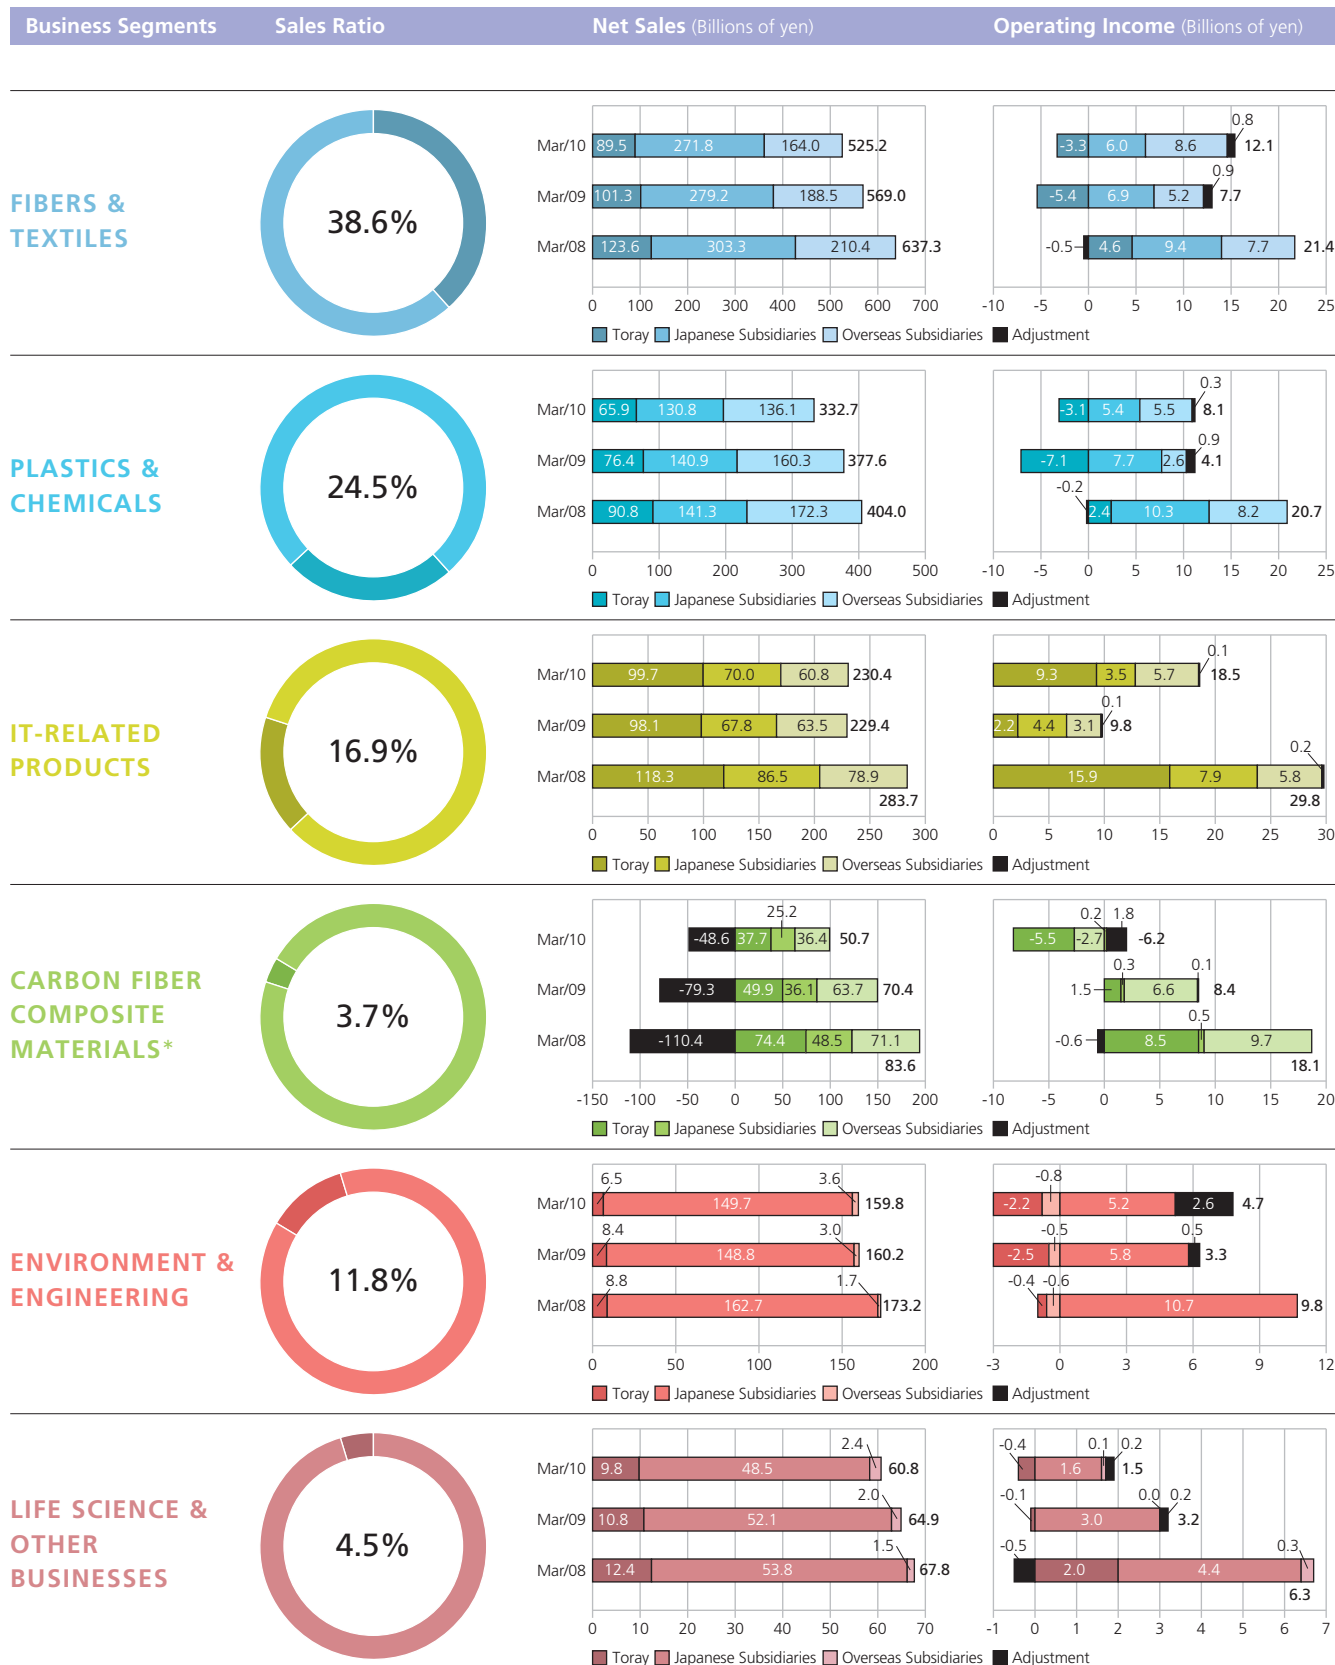 Business Segments Sales Ratio Net Sales (Billions of yen) Operating Income (Billions of yen)
FIBERS &
TEXTILES
38.6%
Mar/10 89.5 271.8 164.0 525.2
Mar/09 101.3 279.2 188.5 569.0
Mar/08 123.6 303.3 210.4 637.3
0 100 200 300 400 500 600 700
0.8
-3.3 6.0 8.6 12.1
0.9
-5.4 6.9 5.2 7.7
-0.5 4.6 9.4 7.7 21.4
-10 -5 0 5 10 15 20 25
Toray Japanese Subsidiaries Overseas Subsidiaries Adjustment
PLASTICS &
CHEMICALS
24.5%
Mar/10 65.9 130.8 136.1 332.7
Mar/09 76.4 140.9 160.3 377.6
Mar/08 90.8 141.3 172.3 404.0
0 100 200 300 400 500
0.3
-3.1 5.4 5.5 8.1
0.9
-7.1 7.7 2.6 4.1
-0.2
2.4 10.3 8.2 20.7
-10 -5 0 5 10 15 20 25
Toray Japanese Subsidiaries Overseas Subsidiaries Adjustment
IT-RELATED
PRODUCTS
16.9%
Mar/10 99.7 70.0 60.8 230.4
Mar/09 98.1 67.8 63.5 229.4
Mar/08 118.3 86.5 78.9
283.7
0 50 100 150 200 250 300
0.1
9.3 3.5 5.7 18.5
0.1
2.2 4.4 3.1 9.8
0.2
15.9 7.9 5.8
29.8
0 5 10 15 20 25 30
Toray Japanese Subsidiaries Overseas Subsidiaries Adjustment
CARBON FIBER
COMPOSITE
MATERIALS*
3.7%
25.2
Mar/10 -48.6 37.7 36.4 50.7
Mar/09 -79.3 49.9 36.1 63.7 70.4
Mar/08 -110.4 74.4 48.5 71.1
83.6
-150 -100 -50 0 50 100 150 200
0.2 1.8
-5.5 -2.7 -6.2
0.3 0.1
1.5 6.6 8.4
0.5
-0.6 8.5 9.7
18.1
-10 -5 0 5 10 15 20
Toray Japanese Subsidiaries Overseas Subsidiaries Adjustment
ENVIRONMENT &
ENGINEERING
11.8%
6.5 3.6
Mar/10 149.7 159.8
8.4 3.0
Mar/09 148.8 160.2
8.8 1.7
Mar/08 162.7 173.2
0 50 100 150 200
-0.8
-2.2 5.2 2.6 4.7
-0.5 0.5
-2.5 5.8 3.3
-0.4 -0.6
10.7 9.8
-3 0 3 6 9 12
Toray Japanese Subsidiaries Overseas Subsidiaries Adjustment
LIFE SCIENCE &
OTHER
BUSINESSES
4.5%
2.4
Mar/10 9.8 48.5 60.8
2.0
Mar/09 10.8 52.1 64.9
1.5
Mar/08 12.4 53.8 67.8
0 10 20 30 40 50 60 70
-0.4 0.1 0.2
1.6 1.5
-0.1 0.0 0.2
3.0 3.2
-0.5 0.3
2.0 4.4
6.3
-1 0 1 2 3 4 5 6 7
Toray Japanese Subsidiaries Overseas Subsidiaries Adjustment